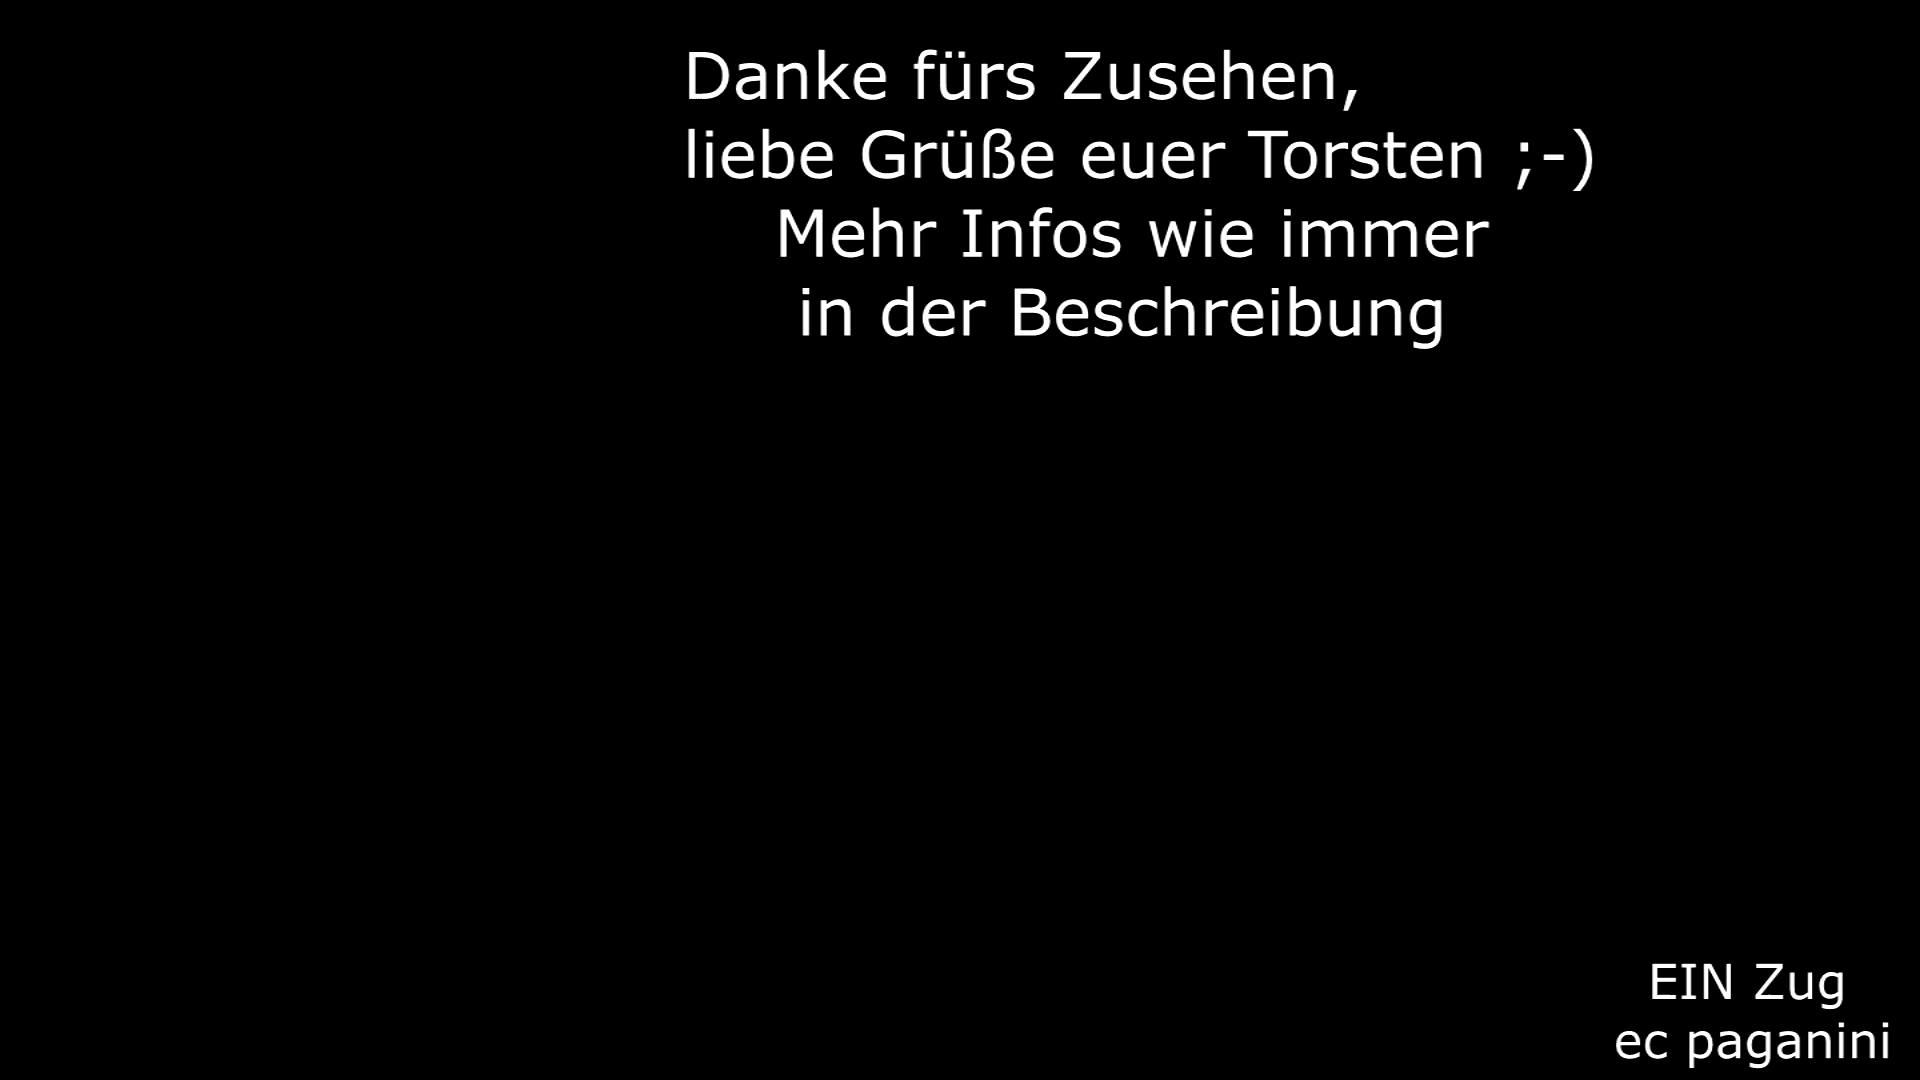 Danke fürs Zusehen,
liebe Grüße euer Torsten ;-)
Mehr Infos wie immer
in der Beschreibung
EIN Zug
ec paganini